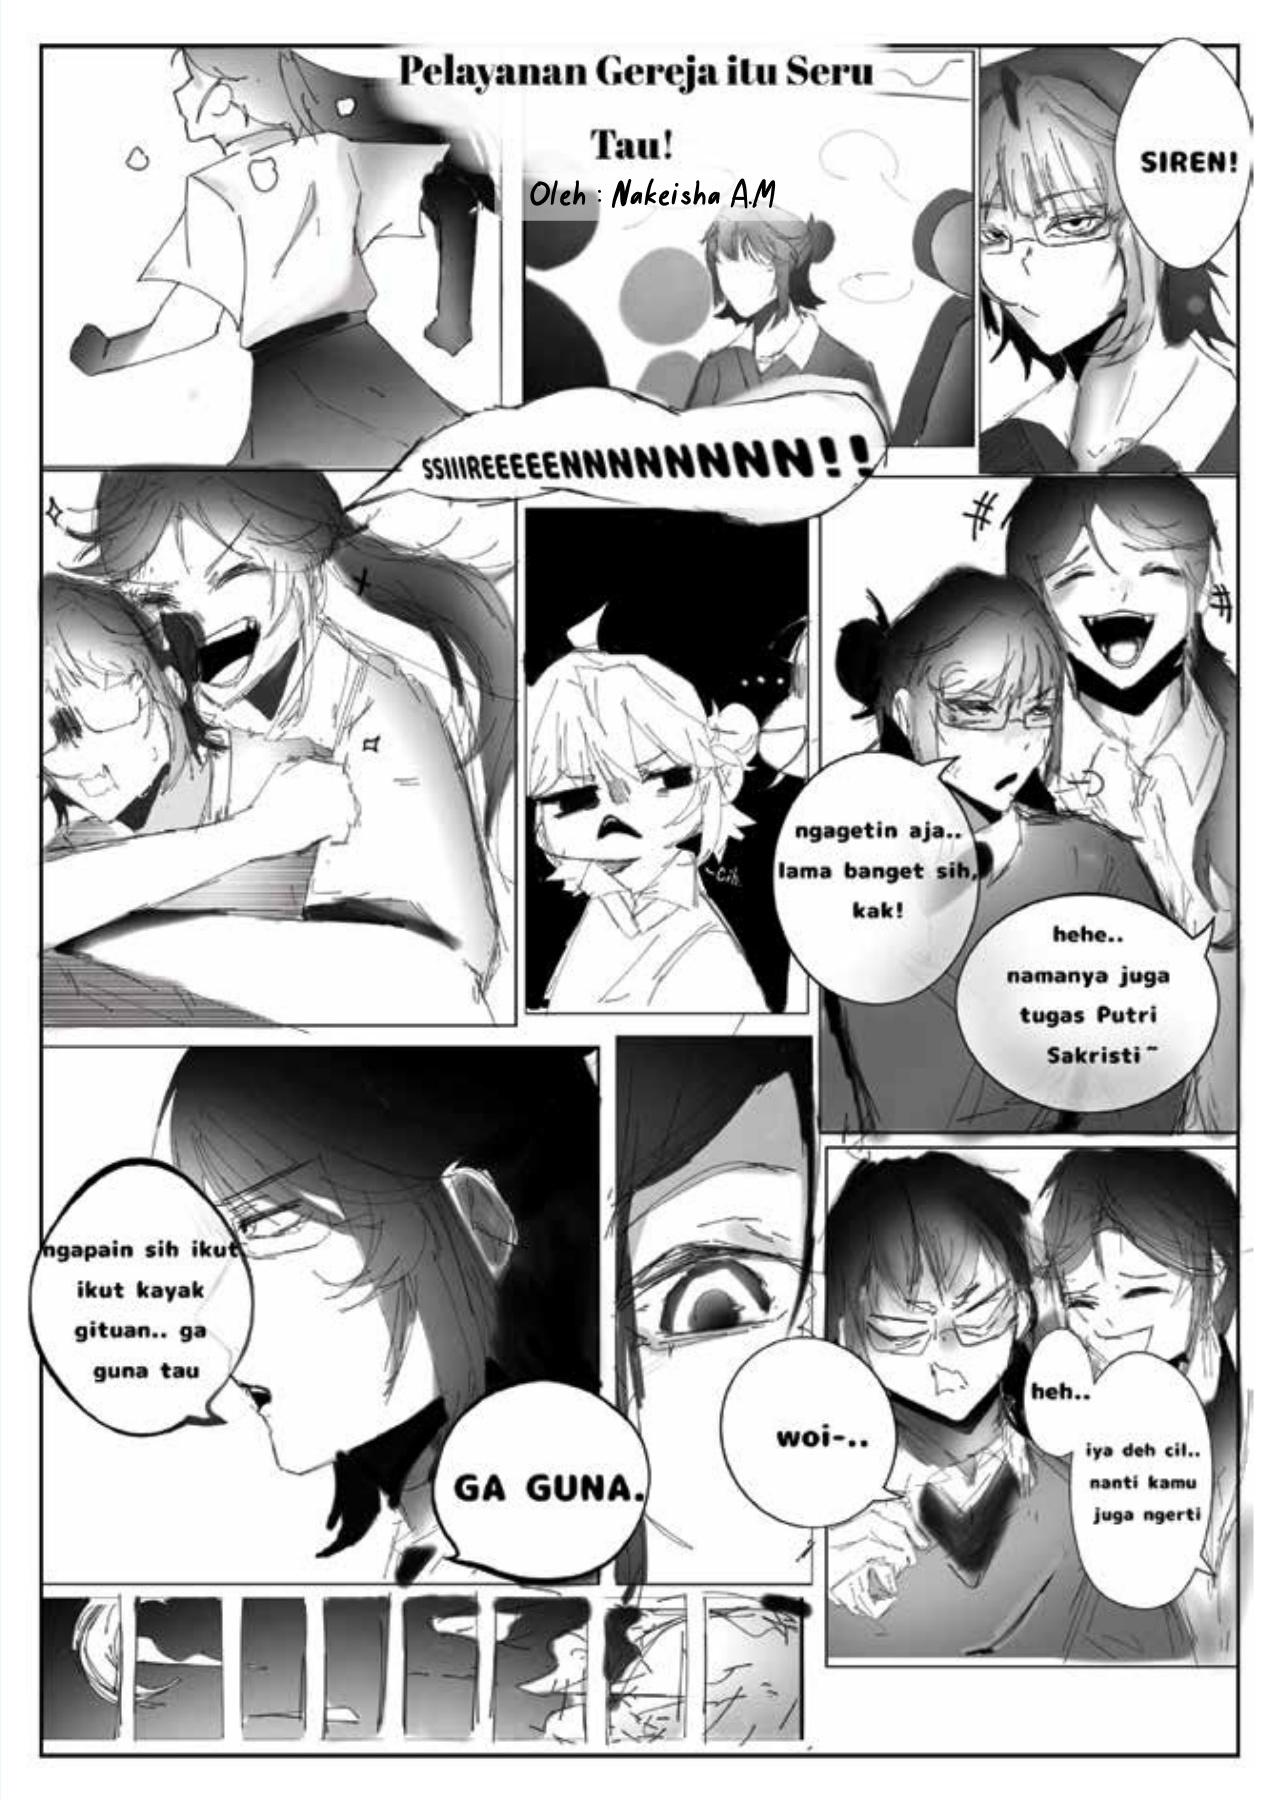 Pelayanan Gereja itu Seru
Tau!
Oleh : Nakeisha A.M
SIREN!
SSIIIREEEEENNNNNNNNN!!
...
~Cih
ngagetin aja..
lama banget sih,
kak!
hehe..
namanya juga
tugas Putri
Sakristi~
ngapain sih ikut
ikut kayak
gituan.. ga
guna tau
GA GUNA.
woi-..
heh..
iya deh cil..
nanti kamu
juga ngerti